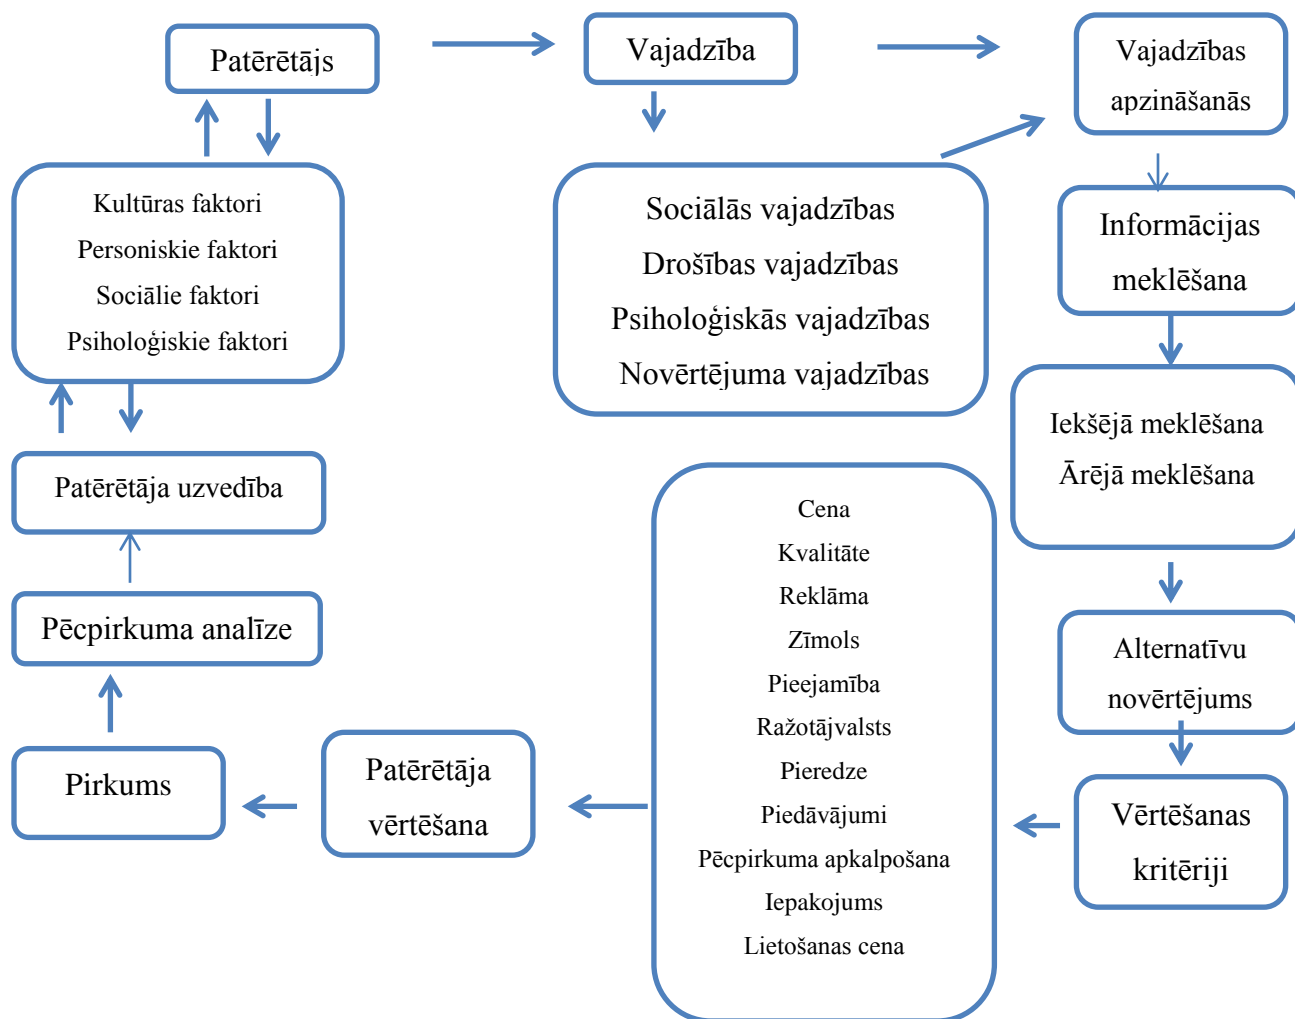 Patērētājs
Vajadzība
Vajadzības
apzināšanās
Kultūras faktori
Personiskie faktori
Sociālie faktori
Psiholoģiskie faktori
Sociālās vajadzības
Drošības vajadzības
Psiholoģiskās vajadzības
Novērtējuma vajadzības
Informācijas
meklēšana
Iekšējā meklēšana
Ārējā meklēšana
Patērētāja uzvedība
Cena
Kvalitāte
Reklāma
Zīmols
Pieejamība
Ražotājvalsts
Pieredze
Piedāvājumi
Pēcpirkuma apkalpošana
Iepakojums
Lietošanas cena
Pēcpirkuma analīze
Alternatīvu
novērtējums
Pirkums
Patērētāja
vērtēšana
Vērtēšanas
kritēriji